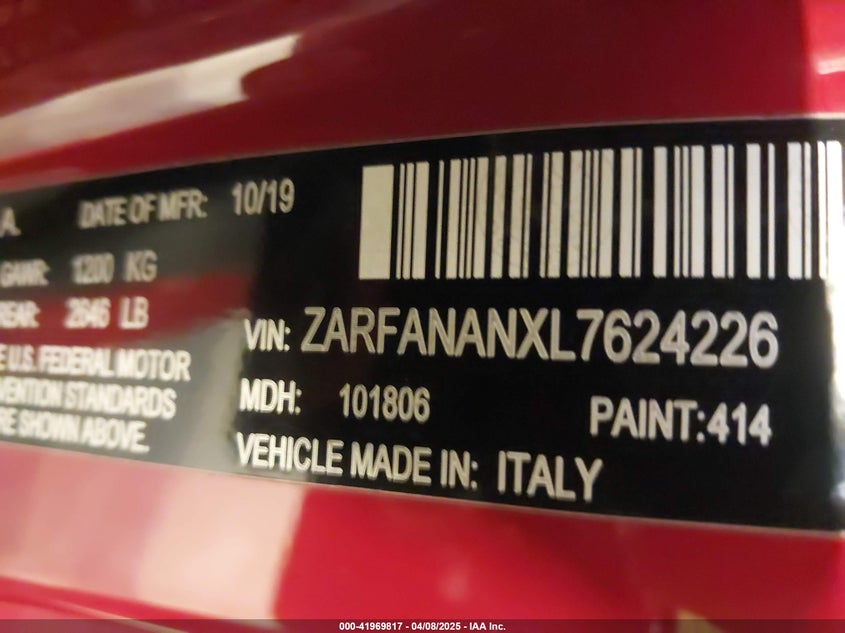 A. DATE OF MFR: 10/19
GAWR: 1200 KG
REAR: 2646 LB
VIN: ZARFANANXL7624226
E U.S. FEDERAL MOTOR
VENTION STANDARDS
MDH: 101806 PAINT:414
RE SHOWN ABOVE.
VEHICLE MADE IN: ITALY
000-41969817 - 04/08/2025 - IAA Inc.